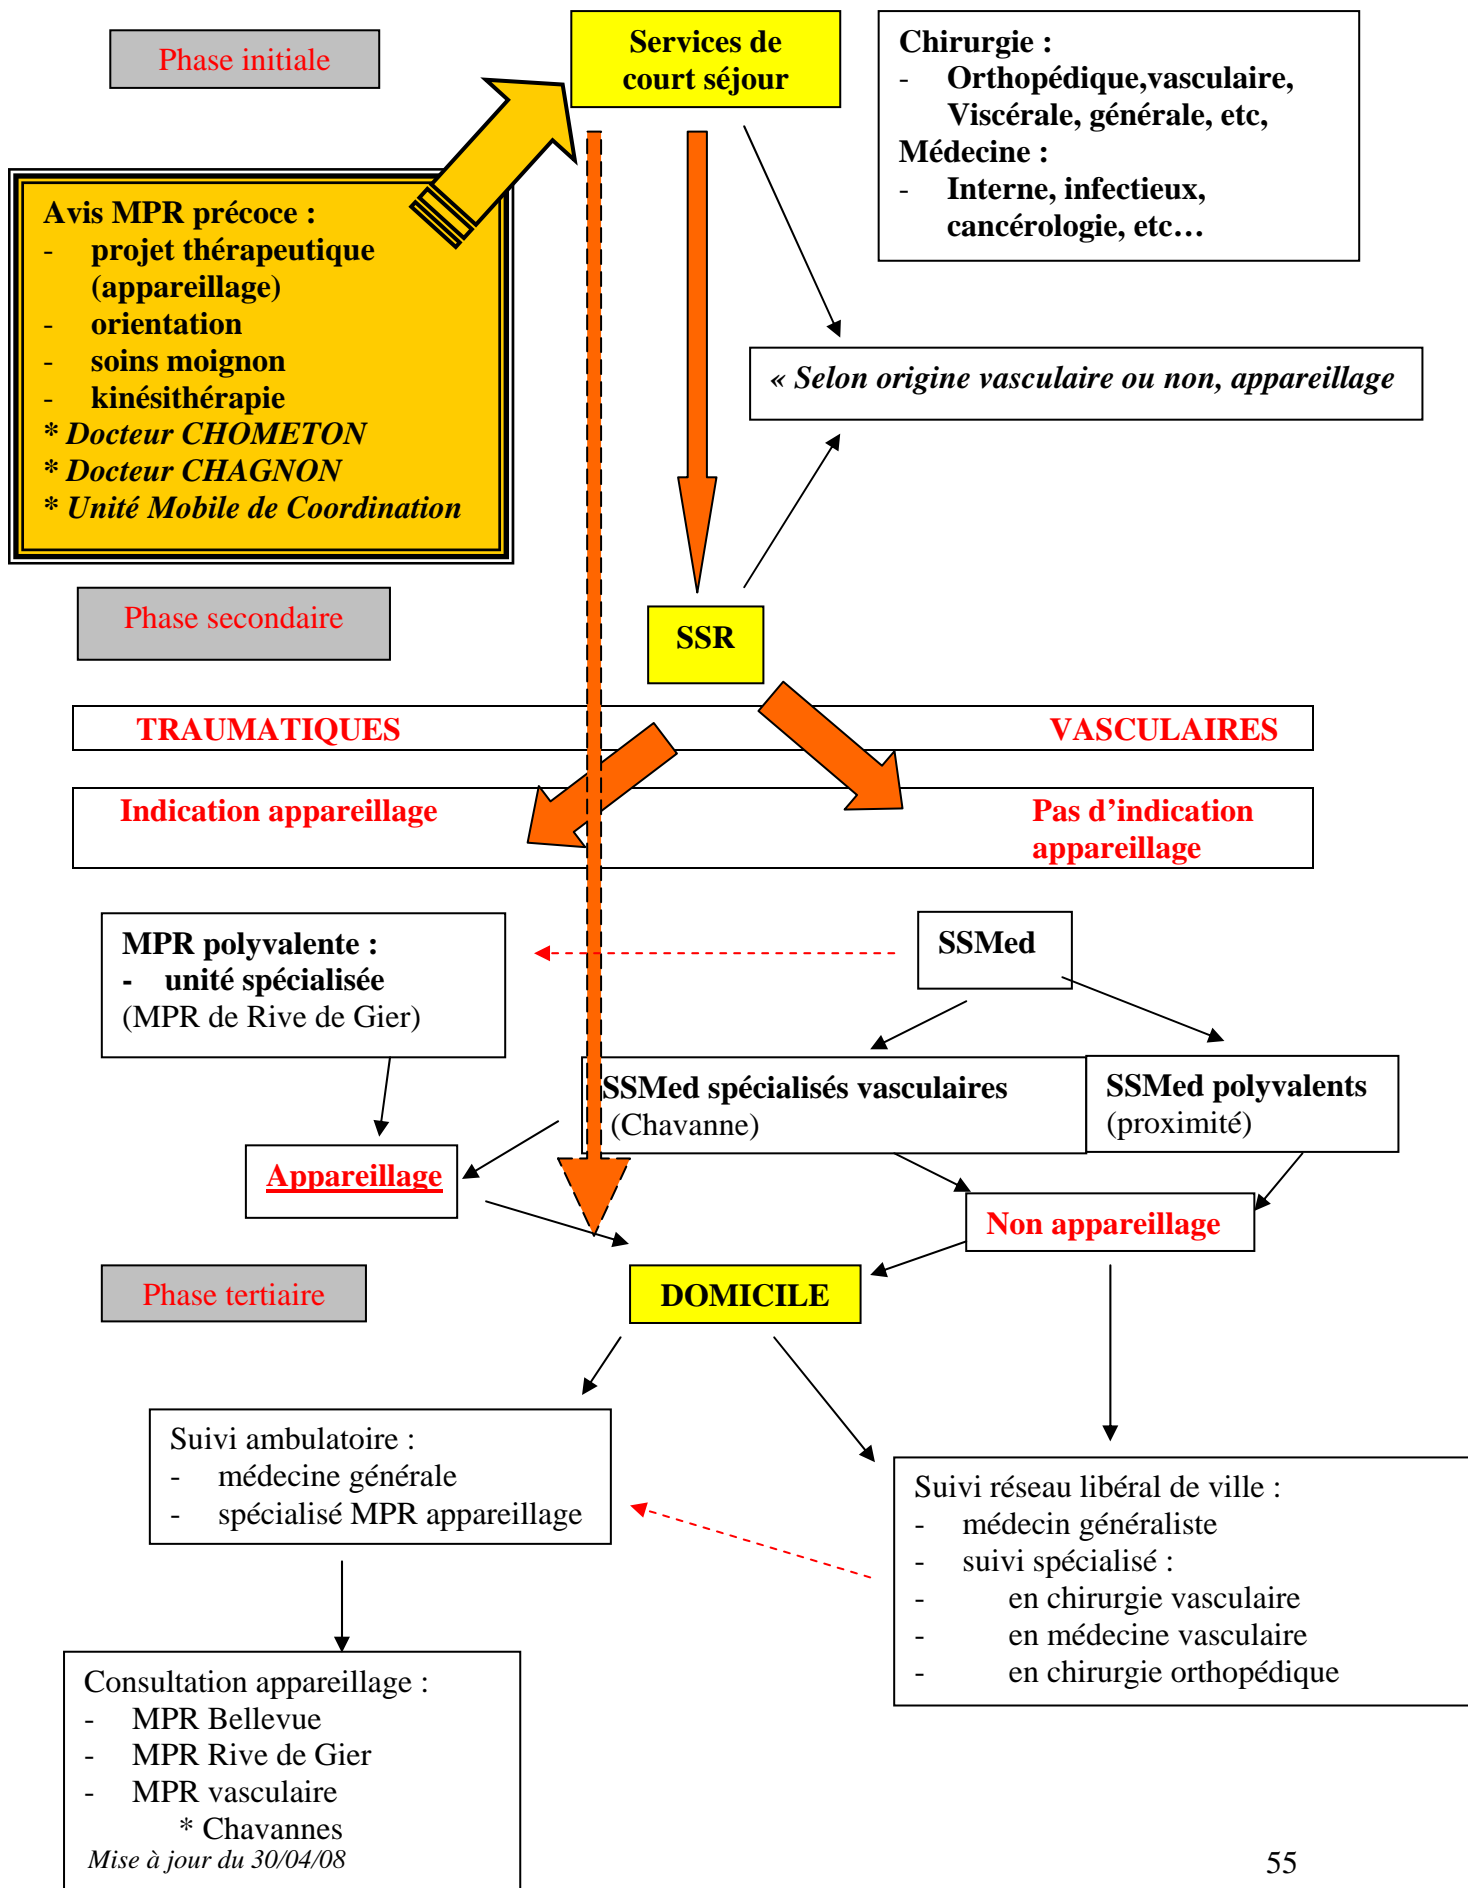 Phase initiale
Services de
court séjour
Chirurgie :
- Orthopédique,vasculaire,
Viscérale, générale, etc,
Médecine :
- Interne, infectieux,
cancérologie, etc…
Avis MPR précoce :
- projet thérapeutique
(appareillage)
- orientation
- soins moignon
- kinésithérapie
* Docteur CHOMETON
* Docteur CHAGNON
* Unité Mobile de Coordination
« Selon origine vasculaire ou non, appareillage
Phase secondaire
SSR
TRAUMATIQUES VASCULAIRES
Indication appareillage
Pas d’indication
appareillage
MPR polyvalente :
- unité spécialisée
(MPR de Rive de Gier)
SSMed
SSMed spécialisés vasculaires
(Chavanne)
SSMed polyvalents
(proximité)
Appareillage
Non appareillage
Phase tertiaire
DOMICILE
Suivi ambulatoire :
- médecine générale
- spécialisé MPR appareillage
Suivi réseau libéral de ville :
- médecin généraliste
- suivi spécialisé :
- en chirurgie vasculaire
- en médecine vasculaire
- en chirurgie orthopédique
Consultation appareillage :
- MPR Bellevue
- MPR Rive de Gier
- MPR vasculaire
* Chavannes
Mise à jour du 30/04/08
55